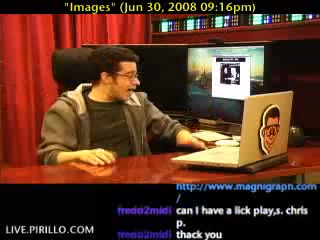 "Images" (Jun 30, 2008 09:16pm)
http://www.magnigraph.com
/
fredo2midi can I have a lick play,s. chris
p.
fredo2midi thack you
LIVE.PIRILLO.COM